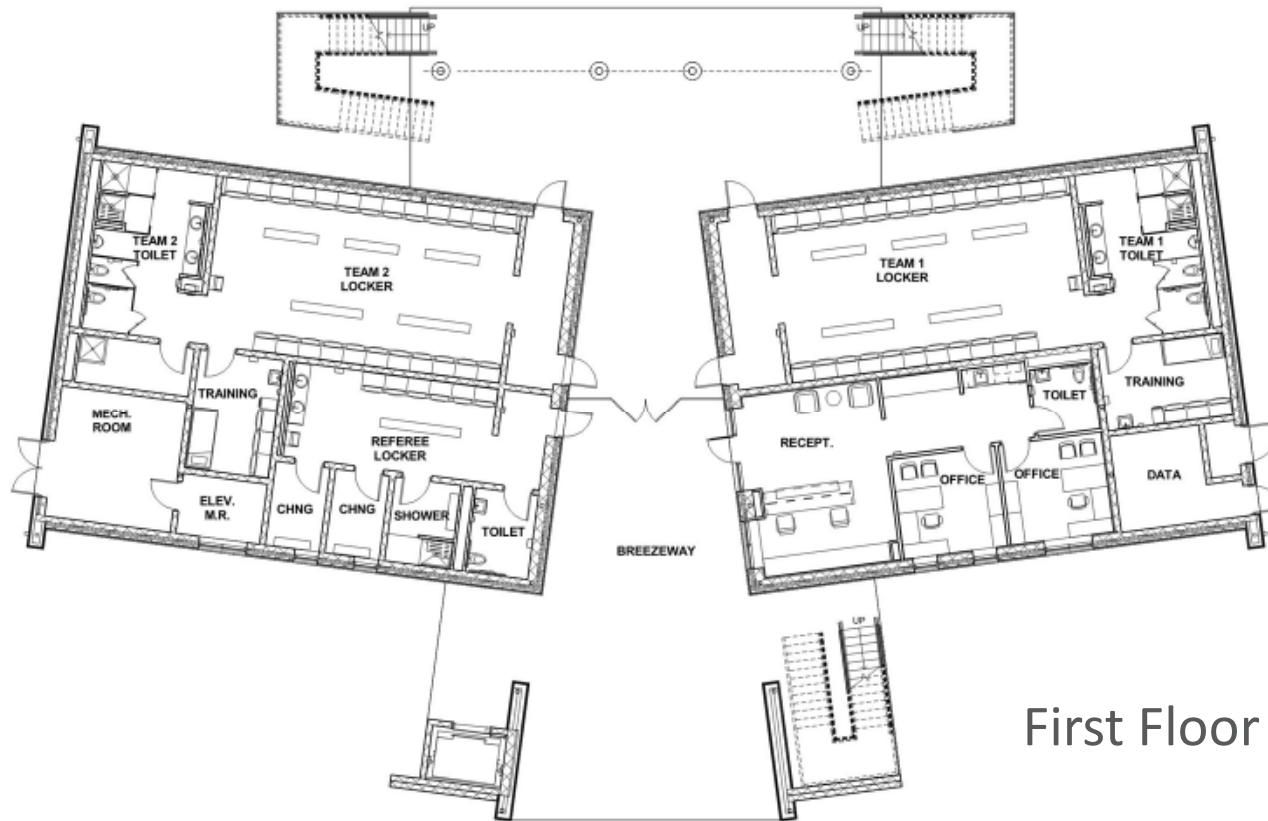 UP
UP
TEAM 2
TOILET
TEAM 2
LOCKER
TEAM 1
LOCKER
TEAM 1
TOILET
TRAINING
MECH.
ROOM
REFEREE
LOCKER
RECEPT.
TOILET
TRAINING
ELEV.
M.R.
CHNG
CHNG
SHOWER
TOILET
OFFICE
OFFICE
DATA
BREEZEWAY
UP
First Floor